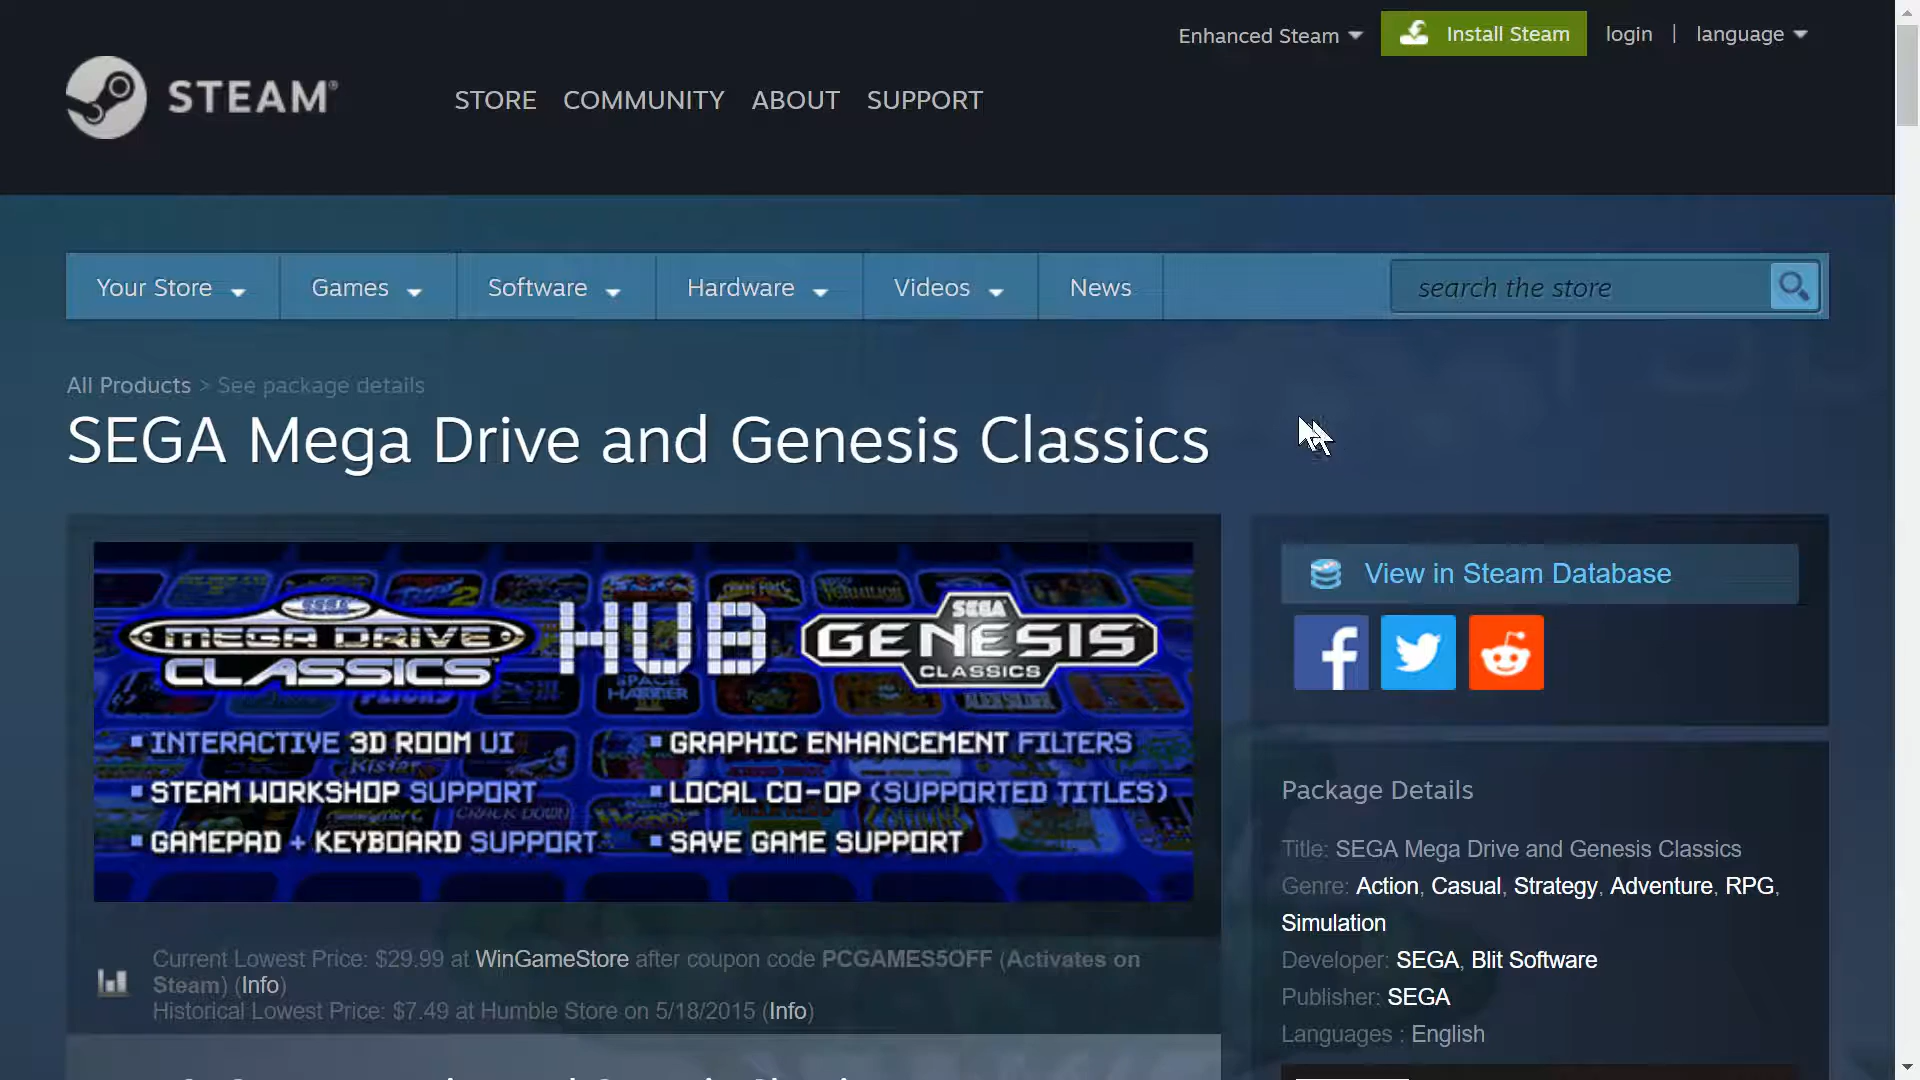 Enhanced Steam
Install Steam
login | language
STEAM®
STORE COMMUNITY ABOUT SUPPORT
Your Store Games Software Hardware Videos News
search the store
All Products > See package details
SEGA Mega Drive and Genesis Classics
SEGA
MEGA DRIVE
CLASSICS
HUB
SEGA
GENESIS
CLASSICS
▪ INTERACTIVE 3D ROOM UI
▪ STEAM WORKSHOP SUPPORT
▪ GAMEPAD + KEYBOARD SUPPORT
▪ GRAPHIC ENHANCEMENT FILTERS
▪ LOCAL CO-OP (SUPPORTED TITLES)
▪ SAVE GAME SUPPORT
SPACE
HARRIER
II
CRACK DOWN
Current Lowest Price: $29.99 at WinGameStore after coupon code PCGAMES5OFF (Activates on
Steam) (Info)
Historical Lowest Price: $7.49 at Humble Store on 5/18/2015 (Info)
View in Steam Database
Package Details
Title: SEGA Mega Drive and Genesis Classics
Genre: Action, Casual, Strategy, Adventure, RPG,
Simulation
Developer: SEGA, Blit Software
Publisher: SEGA
Languages : English